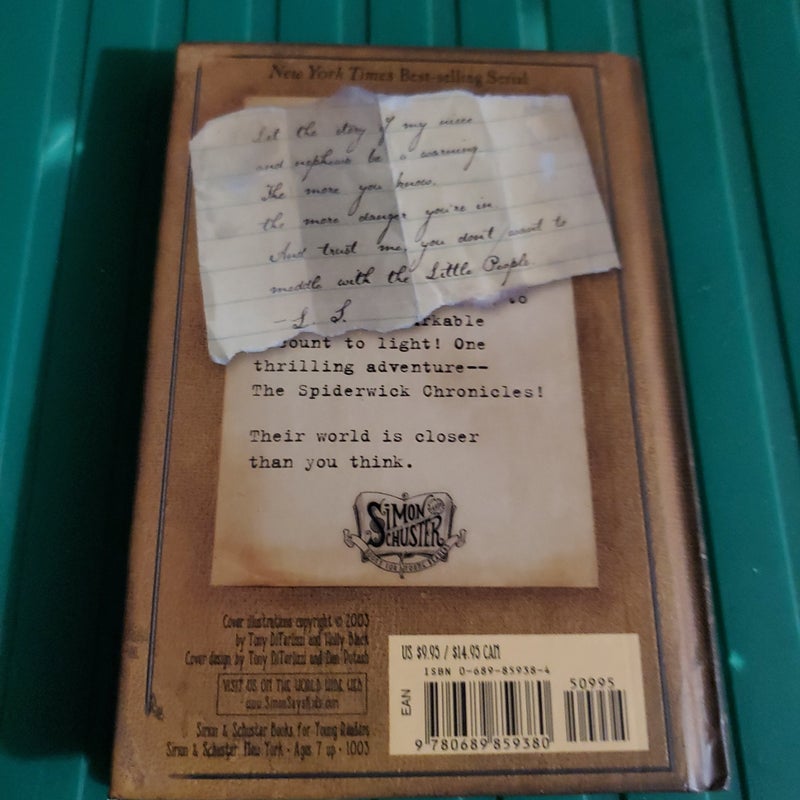 New York Times Best-selling Serial
Let the story of my niece
and nephews be a warning
The more you know,
the more danger you're in.
And trust me, you don't want to
meddle with the Little People.
—L. S.
to
arkable
ount to light! One
thrilling adventure--
The Spiderwick Chronicles!
Their world is closer
than you think.
SIMON
SCHUSTER
Cover illustrations copyright © 2003
by Tony DiTerlizzi and Holly Black
Cover design by Tony DiTerlizzi and Dan Potash
VISIT US ON THE WORLD WIDE WEB
www.SimonSaysKids.com
Simon & Schuster Books for Young Readers
Simon & Schuster New York • Ages 7 up • 1003
US $9.95 / $14.95 CAN
ISBN 0-689-85938-4
50995
EAN
9 780689 859380